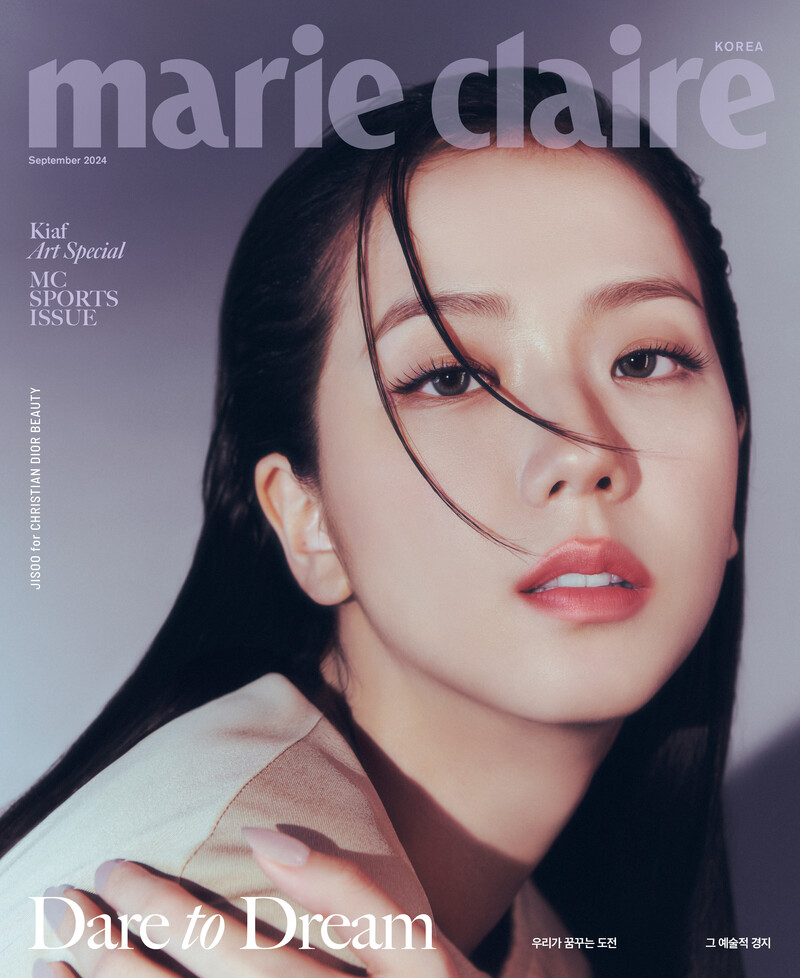 marie claire
KOREA
September 2024
Kiaf
Art Special
MC
SPORTS
ISSUE
JISOO for CHRISTIAN DIOR BEAUTY
Dare to Dream
우리가 꿈꾸는 도전
그 예술적 경지